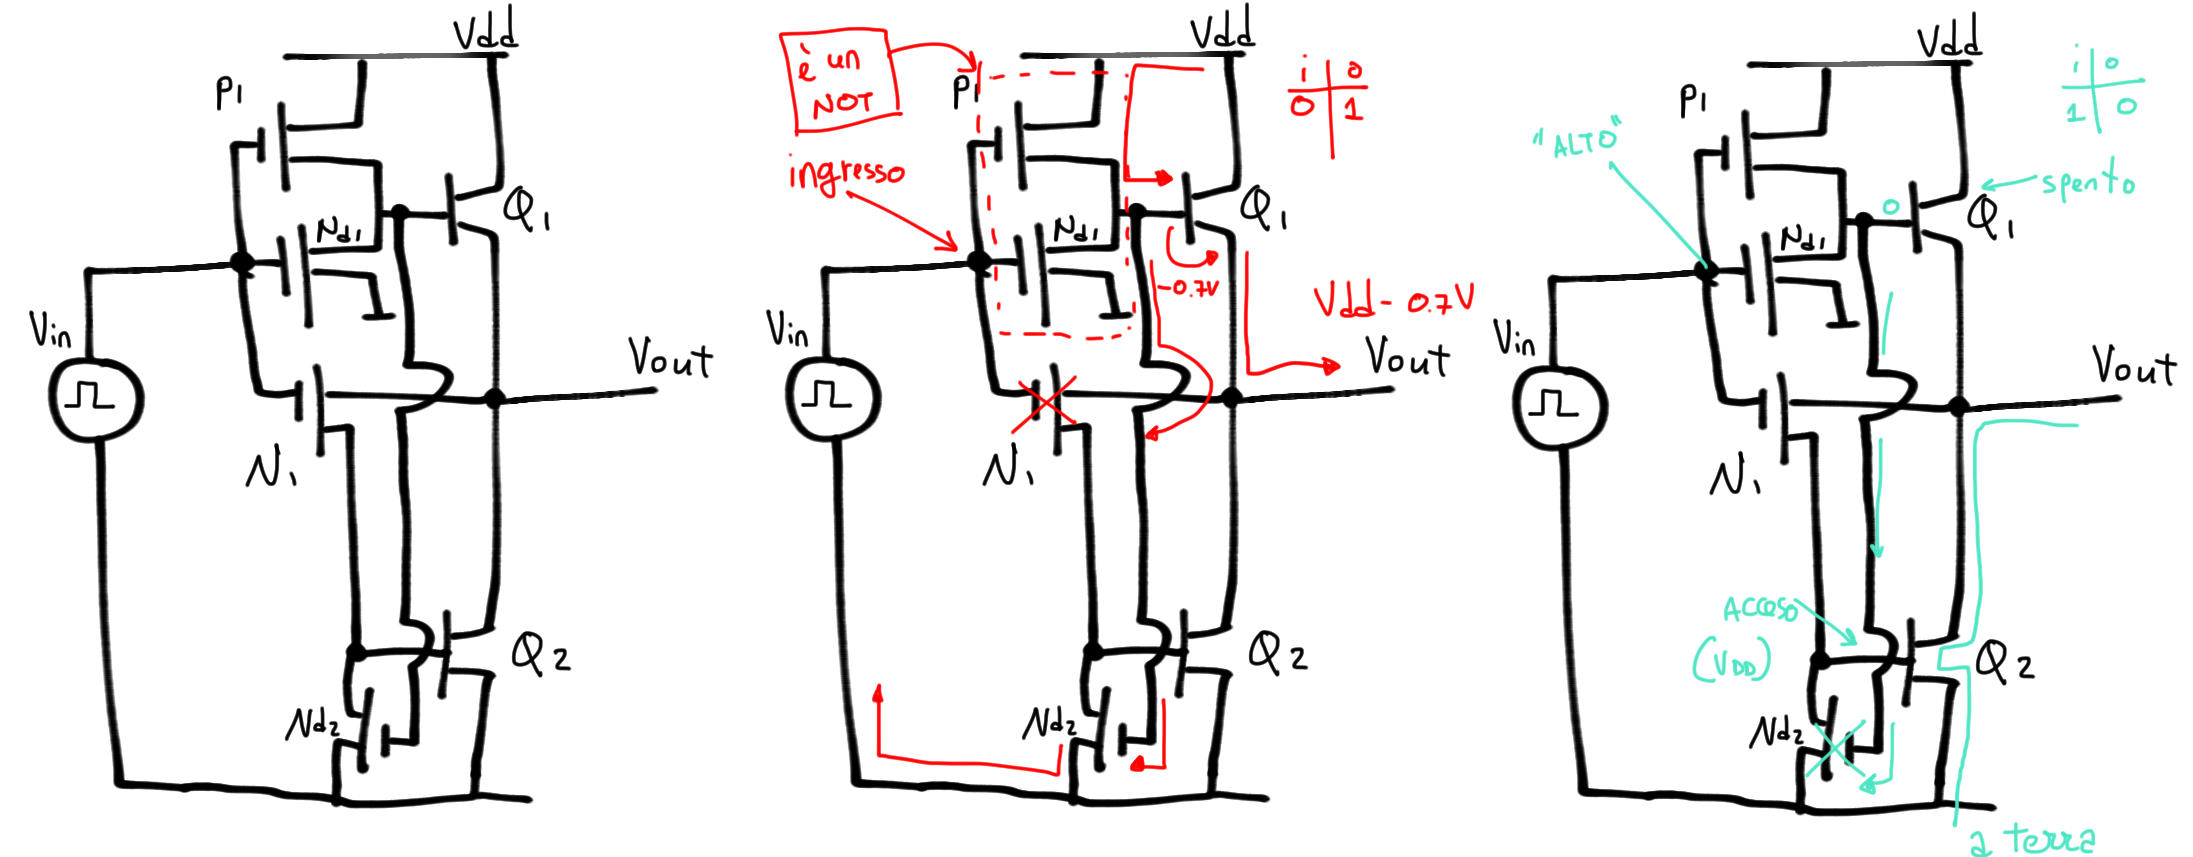 Vdd
P1
Q1
Nd1
Vin
Vout
N1
Q2
Nd2
è un
NOT
ingresso
Vdd
P1
i 0
0 1
Q1
Nd1
-0.7V
Vdd - 0.7V
Vin
Vout
N1
Q2
Nd2
Vdd
i 0
1 0
P1
"ALTO"
spento
0
Q1
Nd1
Vin
Vout
N1
ACCESO
(VDD)
Q2
Nd2
a terra